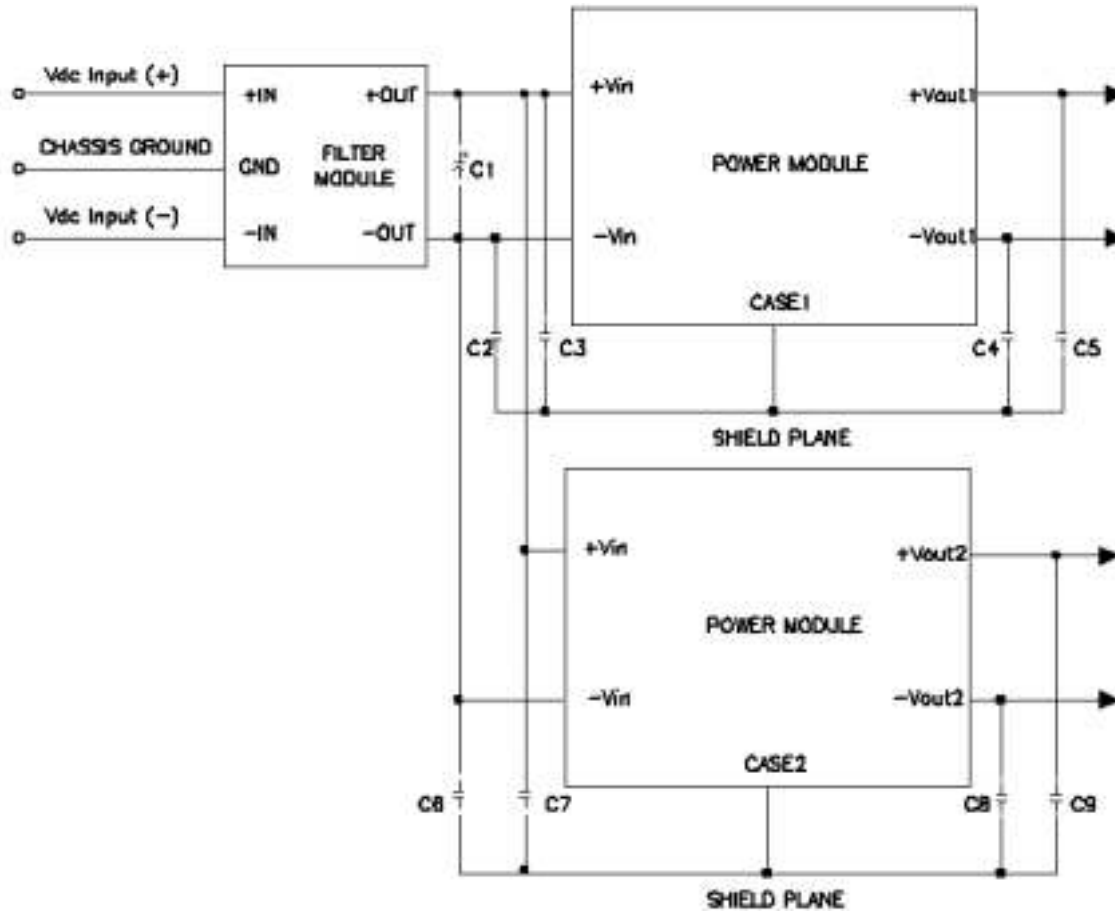 Vdc Input (+)
+IN
+OUT
+Vin
+Vout1
CHASSIS GROUND
GND
FILTER
MODULE
C1
POWER MODULE
Vdc Input (-)
-IN
-OUT
-Vin
-Vout1
CASE1
C2
C3
C4
C5
SHIELD PLANE
+Vin
+Vout2
POWER MODULE
-Vin
-Vout2
CASE2
C6
C7
C8
C9
SHIELD PLANE